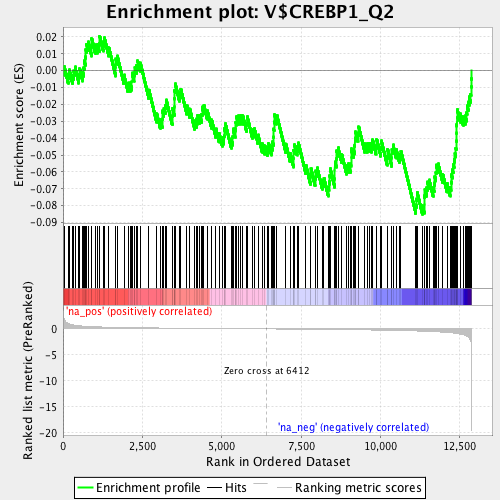 Enrichment plot: V$CREBP1_Q2
Enrichment score (ES)
0.02
0.01
0.00
-0.01
-0.02
-0.03
-0.04
-0.05
-0.06
-0.07
-0.08
-0.09
'na_pos' (positively correlated)
Ranked list metric (PreRanked)
0
-5
-10
-15
-20
Zero cross at 6412
'na_neg' (negatively correlated)
0
2,500
5,000
7,500
10,000
12,500
Rank in Ordered Dataset
Enrichment profile
Hits
Ranking metric scores